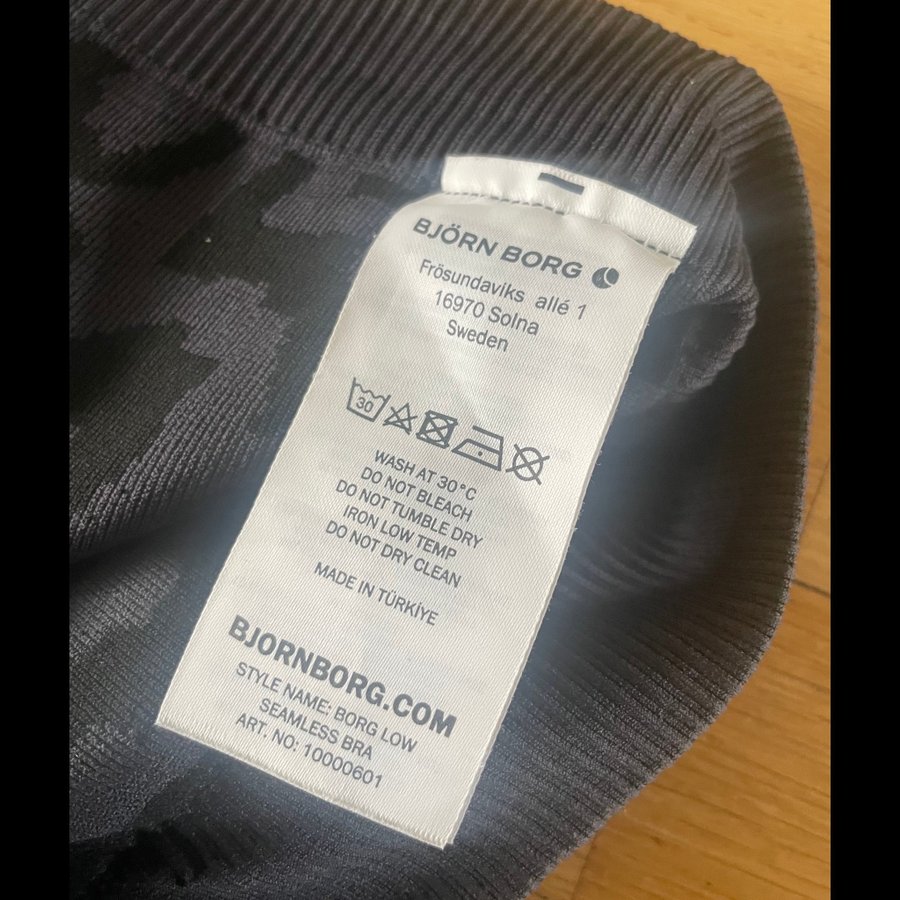 BJÖRN BORG
Frösundaviks allé 1
16970 Solna
Sweden
30
WASH AT 30°C
DO NOT BLEACH
DO NOT TUMBLE DRY
IRON LOW TEMP
DO NOT DRY CLEAN
MADE IN TÜRKİYE
BJORNBORG.COM
STYLE NAME: BORG LOW
SEAMLESS BRA
ART. NO: 10000601